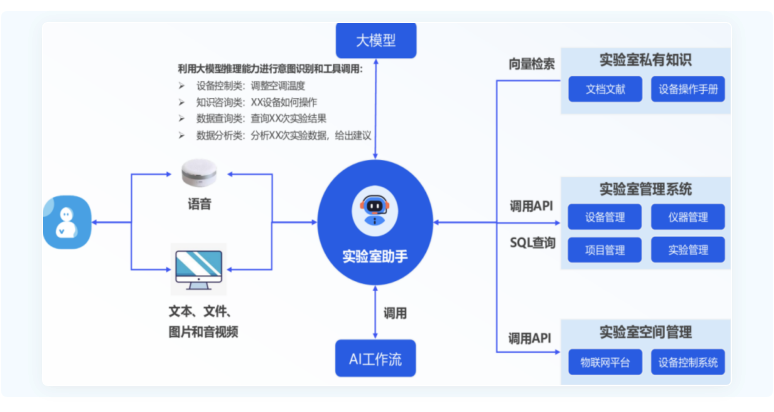 大模型
利用大模型推理能力进行意图识别和工具调用：
➢ 设备控制类：调整空调温度
➢ 知识咨询类：XX设备如何操作
➢ 数据查询类：查询XX次实验结果
➢ 数据分析类：分析XX次实验数据，给出建议
语音
文本、文件、
图片和音视频
实验室助手
调用
AI工作流
向量检索
实验室私有知识
文档文献
设备操作手册
调用API
SQL查询
实验室管理系统
设备管理
仪器管理
项目管理
实验管理
调用API
实验室空间管理
物联网平台
设备控制系统